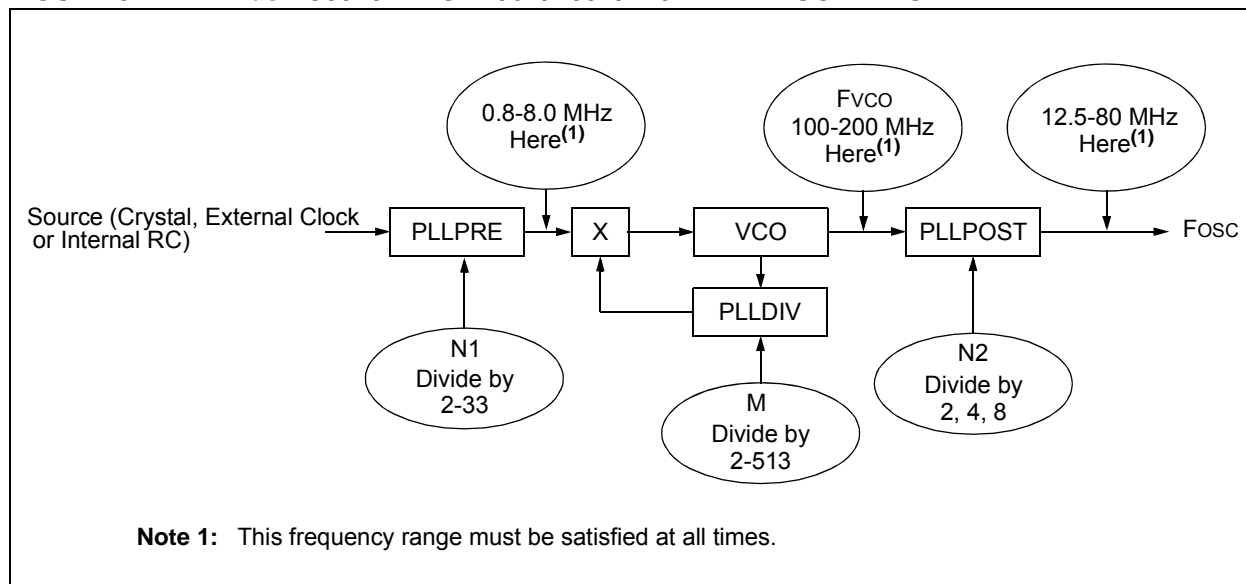 0.8-8.0 MHz
Here(1)
FVCO
100-200 MHz
Here(1)
12.5-80 MHz
Here(1)
Source (Crystal, External Clock
or Internal RC)
PLLPRE
X
VCO
PLLPOST
FOSC
PLLDIV
N1
Divide by
2-33
M
Divide by
2-513
N2
Divide by
2, 4, 8
Note 1: This frequency range must be satisfied at all times.